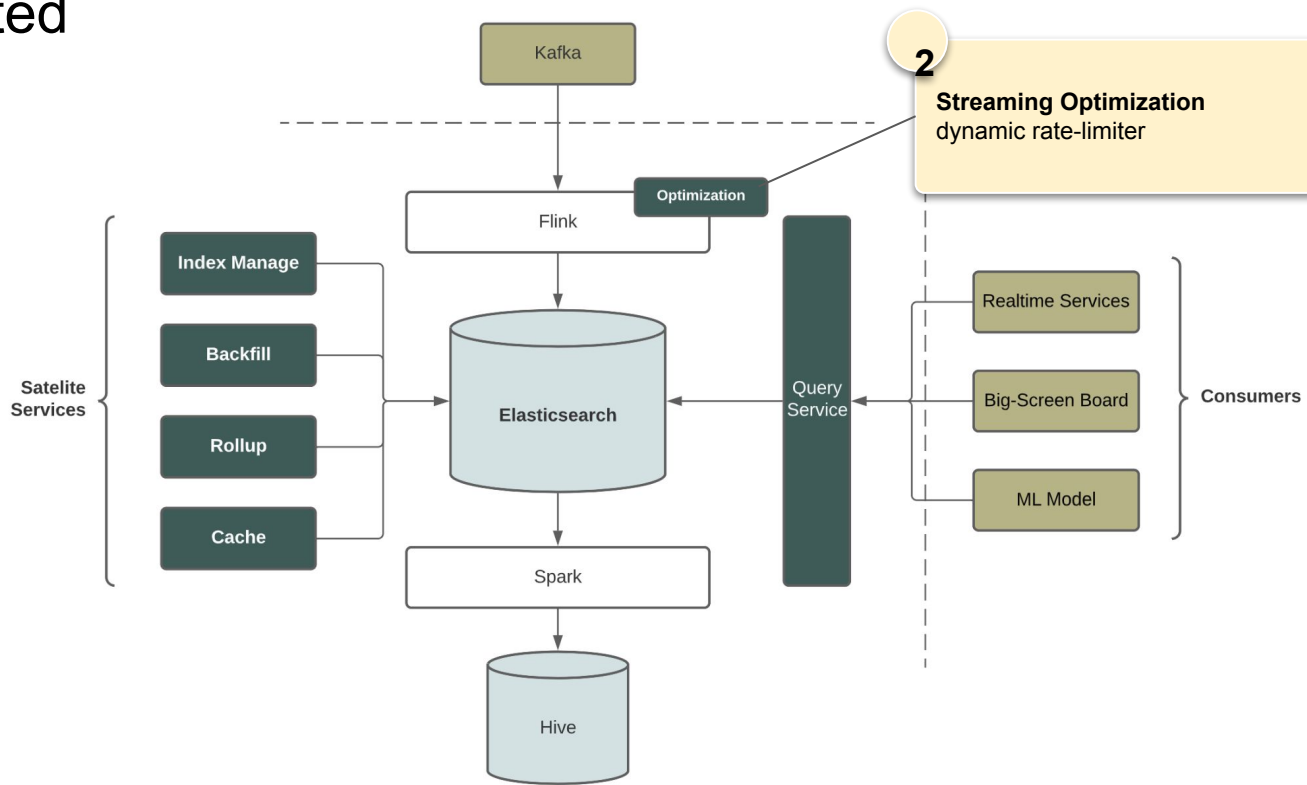 Kafka
2
Streaming Optimization
dynamic rate-limiter
Optimization
Flink
Index Manage
Backfill
Rollup
Cache
Satelite
Services
Elasticsearch
Query
Service
Realtime Services
Big-Screen Board
ML Model
Consumers
Spark
Hive